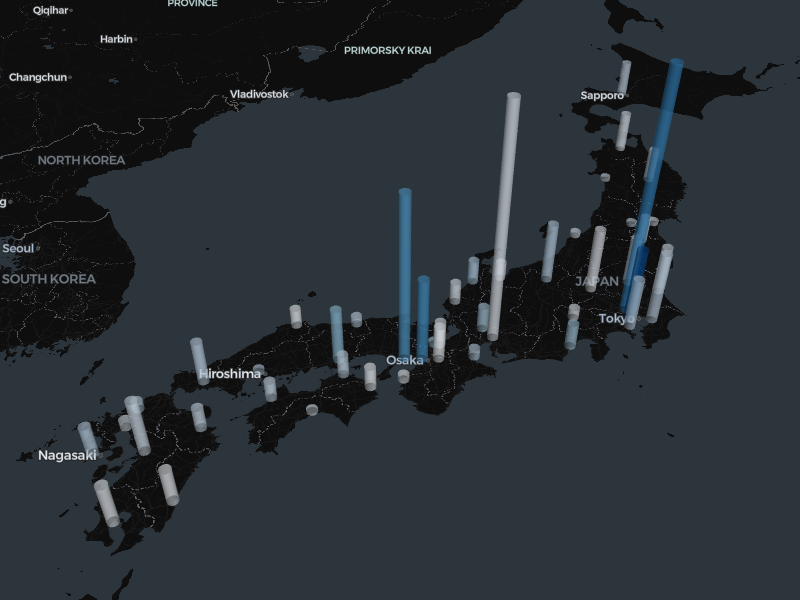 PROVINCE
Qiqihar
Harbin
PRIMORSKY KRAI
Changchun
Vladivostok
Sapporo
NORTH KOREA
g
Seoul
SOUTH KOREA
JAPAN
Tokyo
Osaka
Hiroshima
Nagasaki